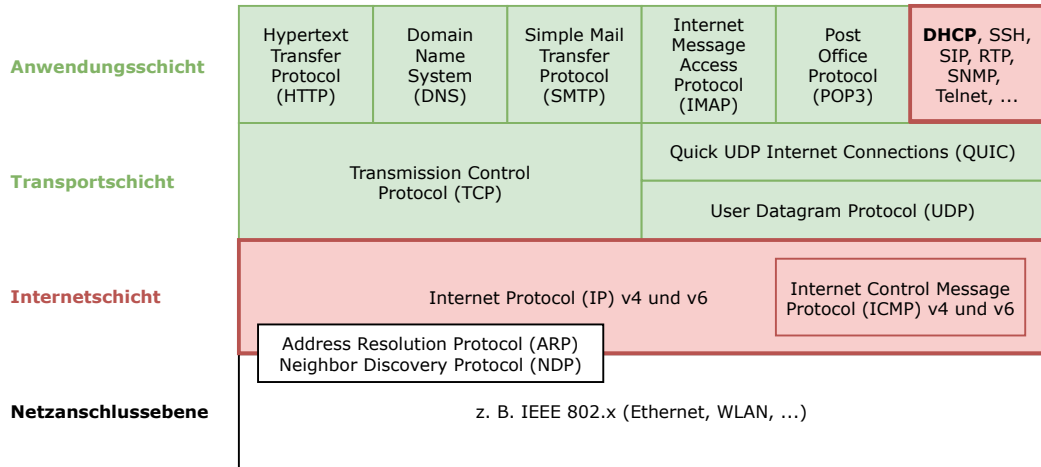 Anwendungsschicht
Hypertext
Transfer
Protocol
(HTTP)
Domain
Name
System
(DNS)
Simple Mail
Transfer
Protocol
(SMTP)
Internet
Message
Access
Protocol
(IMAP)
Post
Office
Protocol
(POP3)
DHCP, SSH,
SIP, RTP,
SNMP,
Telnet, ...
Transportschicht
Transmission Control
Protocol (TCP)
Quick UDP Internet Connections (QUIC)
User Datagram Protocol (UDP)
Internetschicht
Internet Protocol (IP) v4 und v6
Internet Control Message
Protocol (ICMP) v4 und v6
Address Resolution Protocol (ARP)
Neighbor Discovery Protocol (NDP)
Netzanschlussebene
z. B. IEEE 802.x (Ethernet, WLAN, ...)